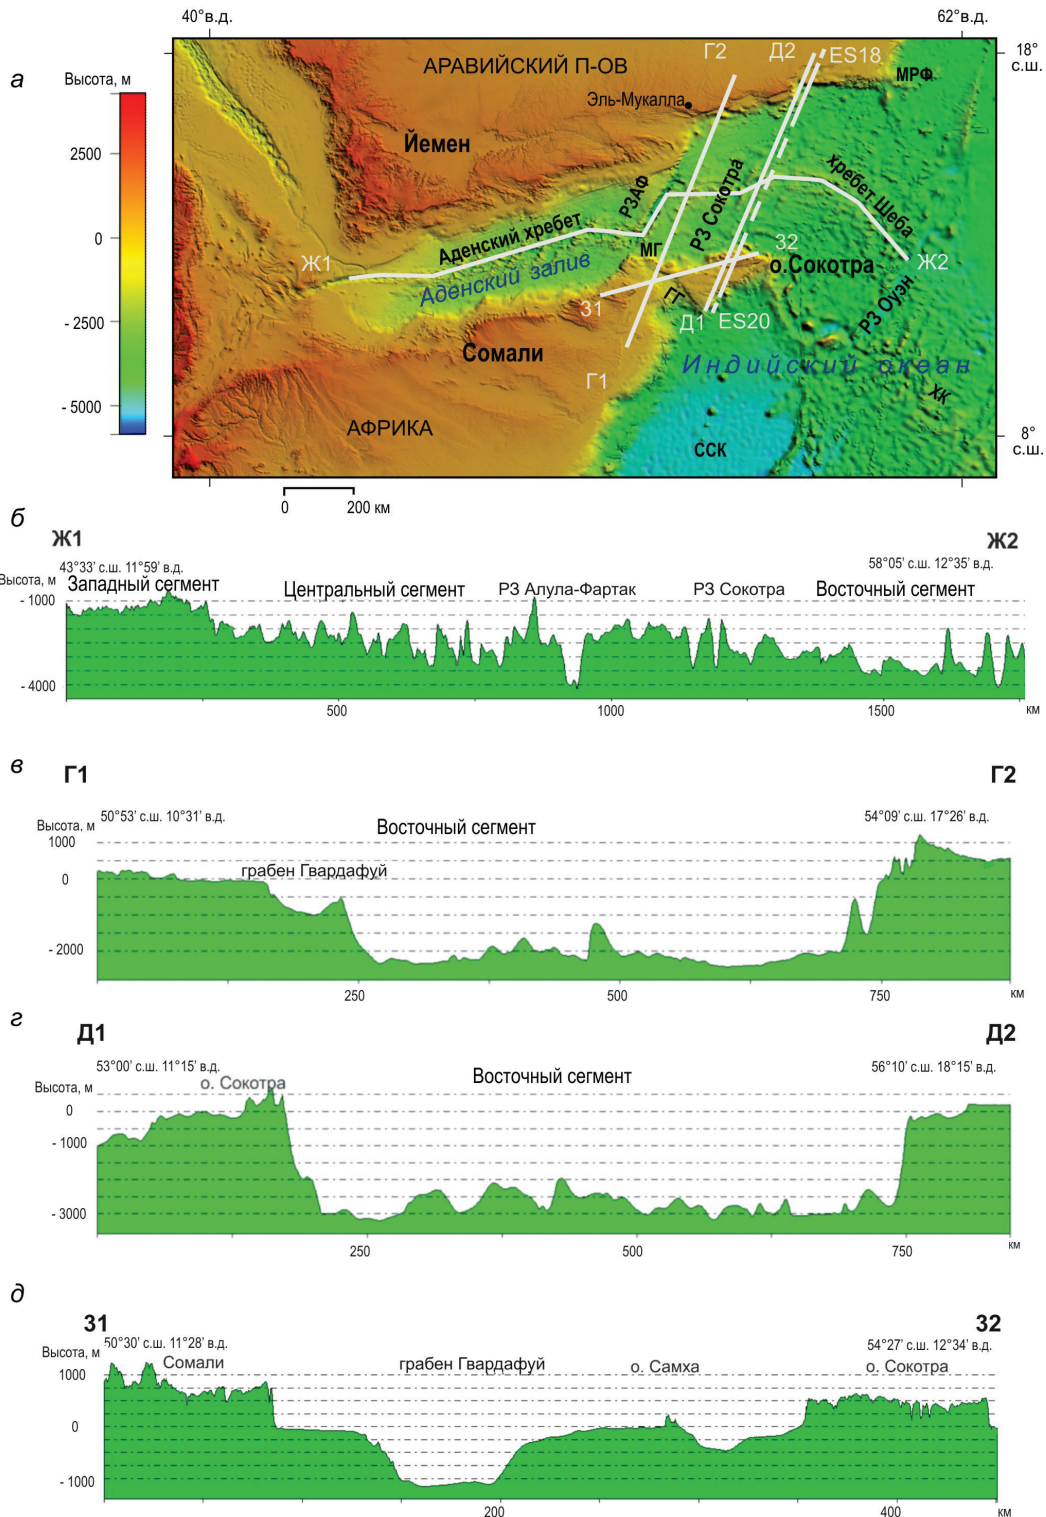 40°в.д.
62°в.д.
а
Высота, м
2500
0
- 2500
- 5000
18°
с.ш.
8°
с.ш.
АРАВИЙСКИЙ П-ОВ
Г2
Д2
ES18
МРФ
Эль-Мукалла
Йемен
РЗАФ
РЗ Сокотра
хребет Шеба
Аденский хребет
МГ
32
Ж1
Аденский залив
о.Сокотра
Ж2
31
ГГ
Д1
ES20
РЗ Оуэн
Сомали
Индийский океан
Г1
ХК
АФРИКА
ССК
0
200 км
б
Ж1
Ж2
43°33' с.ш. 11°59' в.д.
58°05' с.ш. 12°35' в.д.
Высота, м
Западный сегмент
Центральный сегмент
РЗ Алула-Фартак
РЗ Сокотра
Восточный сегмент
- 1000
- 4000
500
1000
1500
км
в
Г1
Г2
50°53' с.ш. 10°31' в.д.
54°09' с.ш. 17°26' в.д.
Высота, м
Восточный сегмент
1000
грабен Гвардафуй
0
- 2000
250
500
750
км
г
Д1
Д2
53°00' с.ш. 11°15' в.д.
56°10' с.ш. 18°15' в.д.
Высота, м
о. Сокотра
Восточный сегмент
0
- 1000
- 3000
250
500
750
км
д
31
32
50°30' с.ш. 11°28' в.д.
54°27' с.ш. 12°34' в.д.
Высота, м
Сомали
грабен Гвардафуй
о. Самха
о. Сокотра
1000
0
- 1000
200
400
км